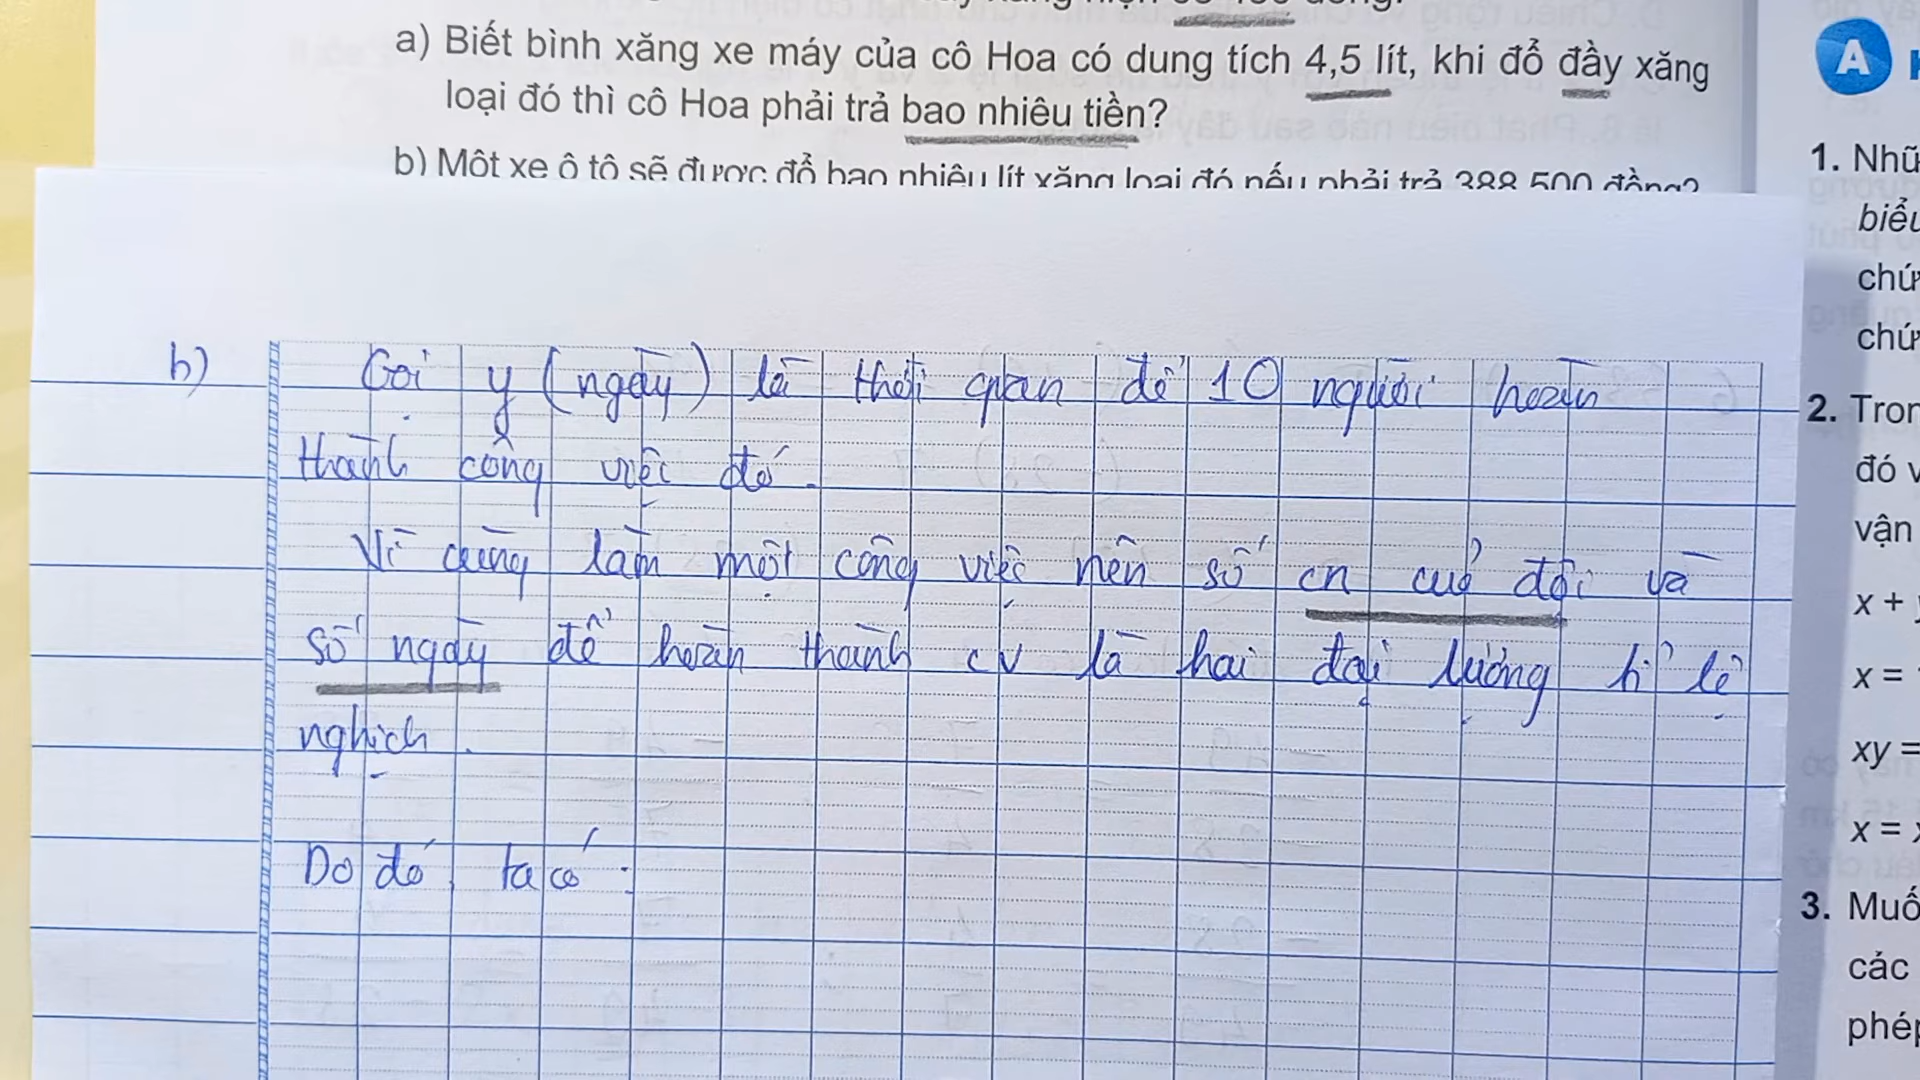 a) Biết bình xăng xe máy của cô Hoa có dung tích 4,5 lít, khi đổ đầy xăng
loại đó thì cô Hoa phải trả bao nhiêu tiền?
b) Một xe ô tô sẽ được đổ bao nhiêu lít xăng loại đó nếu phải trả 388 500 đồng?
b) Gọi y (ngày) là thời gian để 10 người hoàn
thành công việc đó.
Vì cùng làm một công việc nên số cn của đội và
số ngày để hoàn thành cv là hai đại lượng tỉ lệ
nghịch.
Do đó, ta có:
A
1. Nhữ
biểu
chứ
chứ
2. Tron
đó v
vận
x +
x =
xy =
x =
3. Muố
các
phép